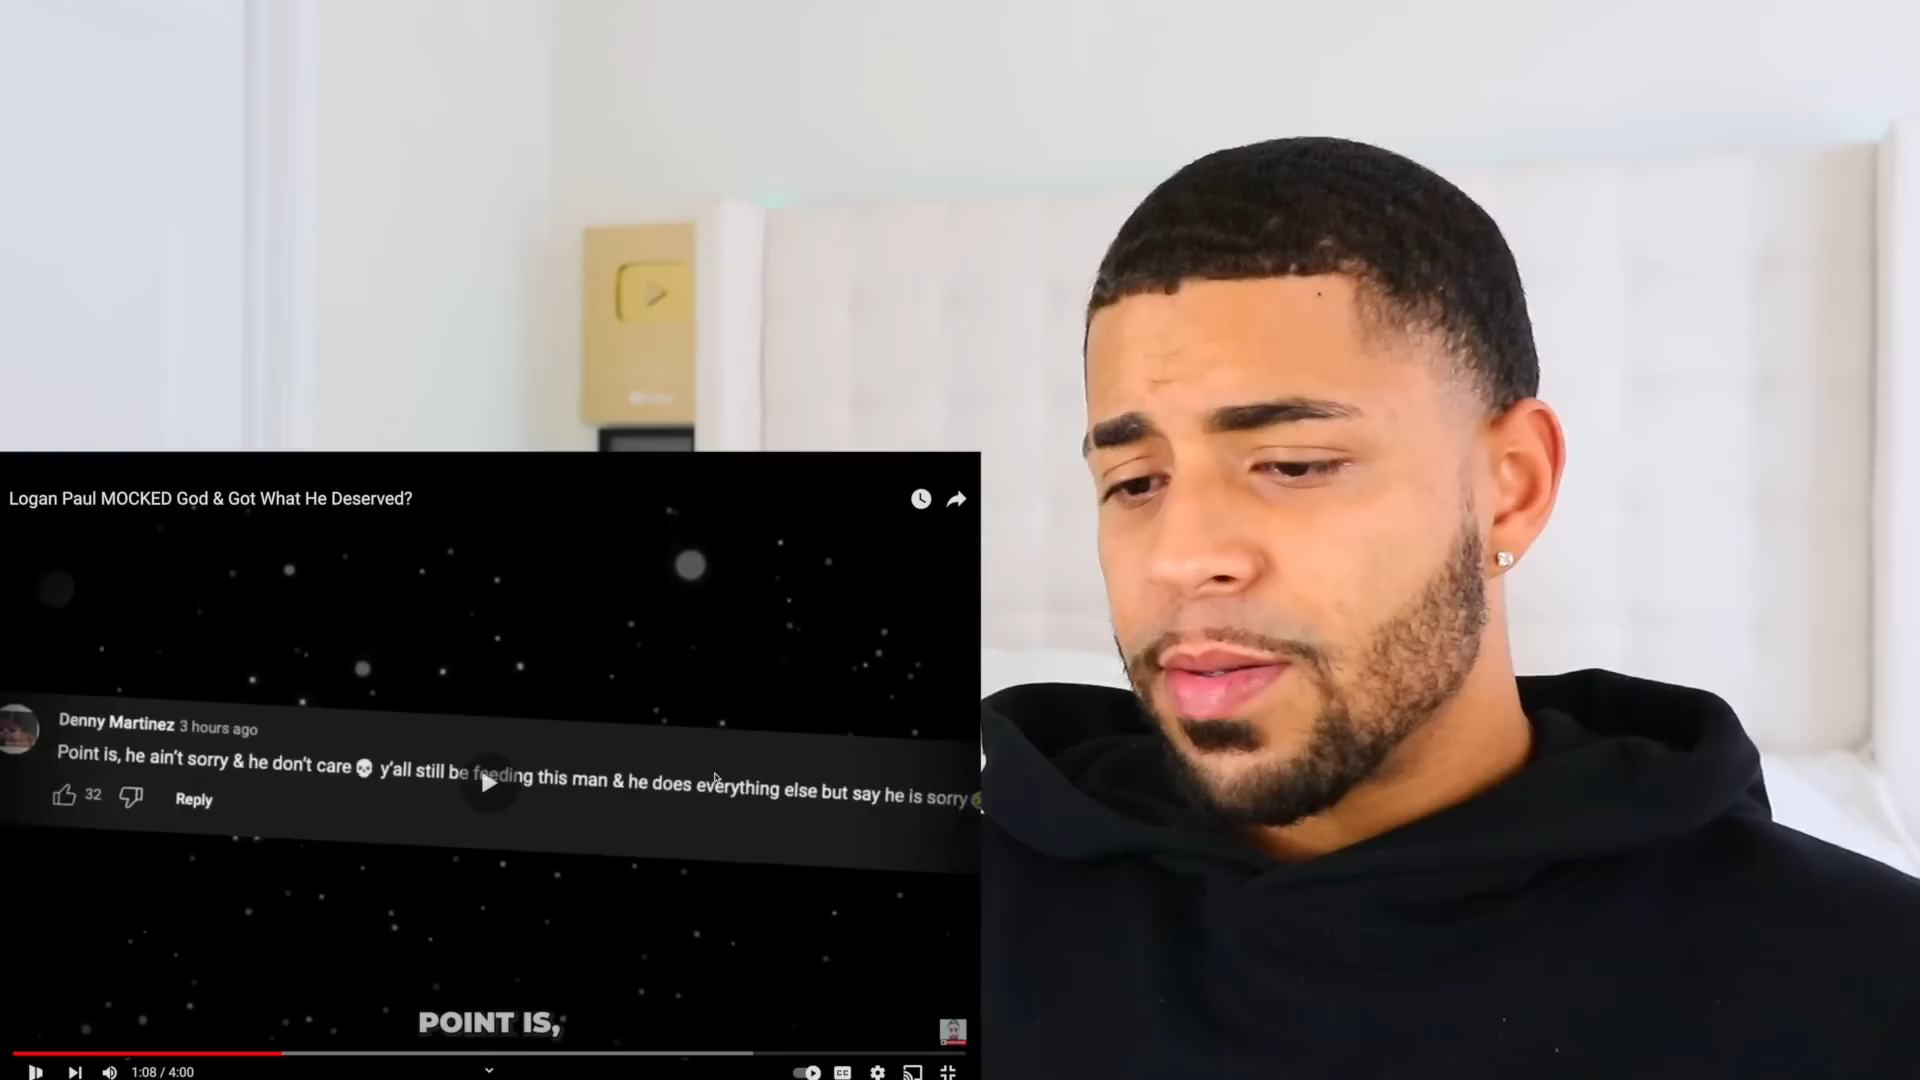 Logan Paul MOCKED God & Got What He Deserved?
Denny Martinez 3 hours ago
Point is, he ain't sorry & he don't care💀 y'all still be feeding this man & he does everything else but say he is sorry
32 Reply
POINT IS,
1:08 / 4:00
CC